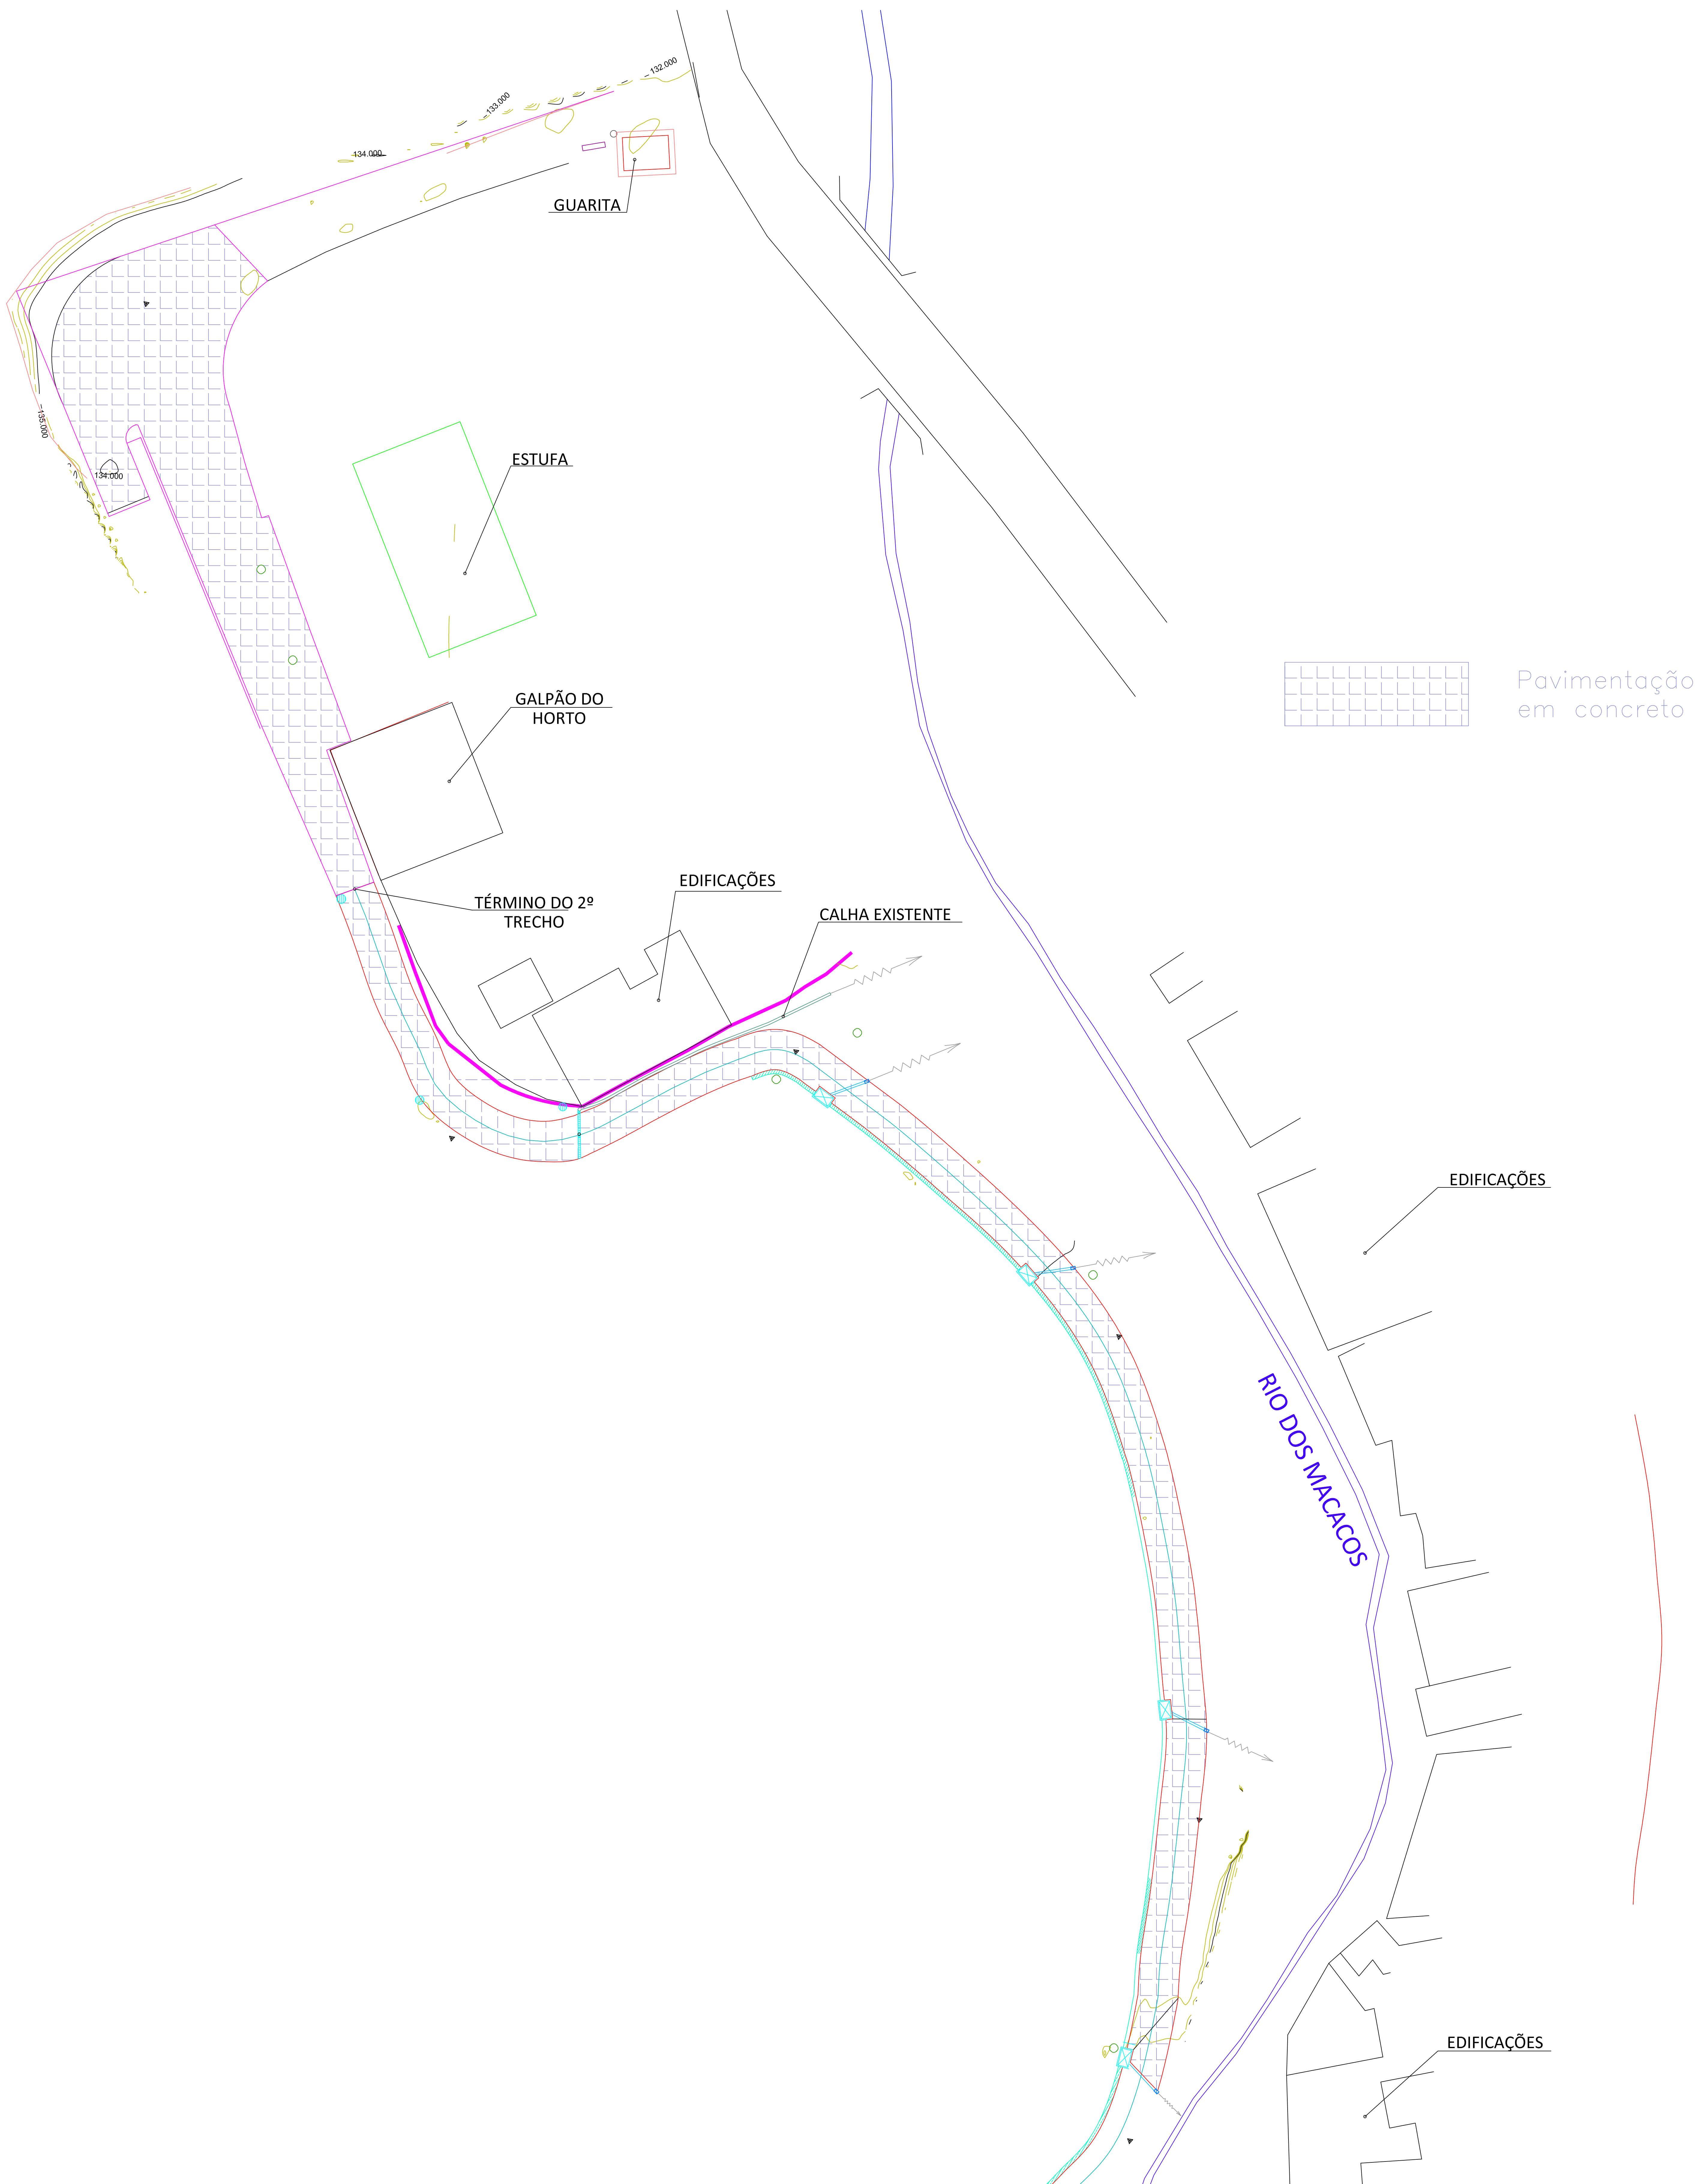 132.000
133.000
134.000
GUARITA
135.000
134.000
ESTUFA
Pavimentação
em concreto
GALPÃO DO
HORTO
EDIFICAÇÕES
TÉRMINO DO 2º
TRECHO
CALHA EXISTENTE
EDIFICAÇÕES
RIO DOS MACACOS
EDIFICAÇÕES